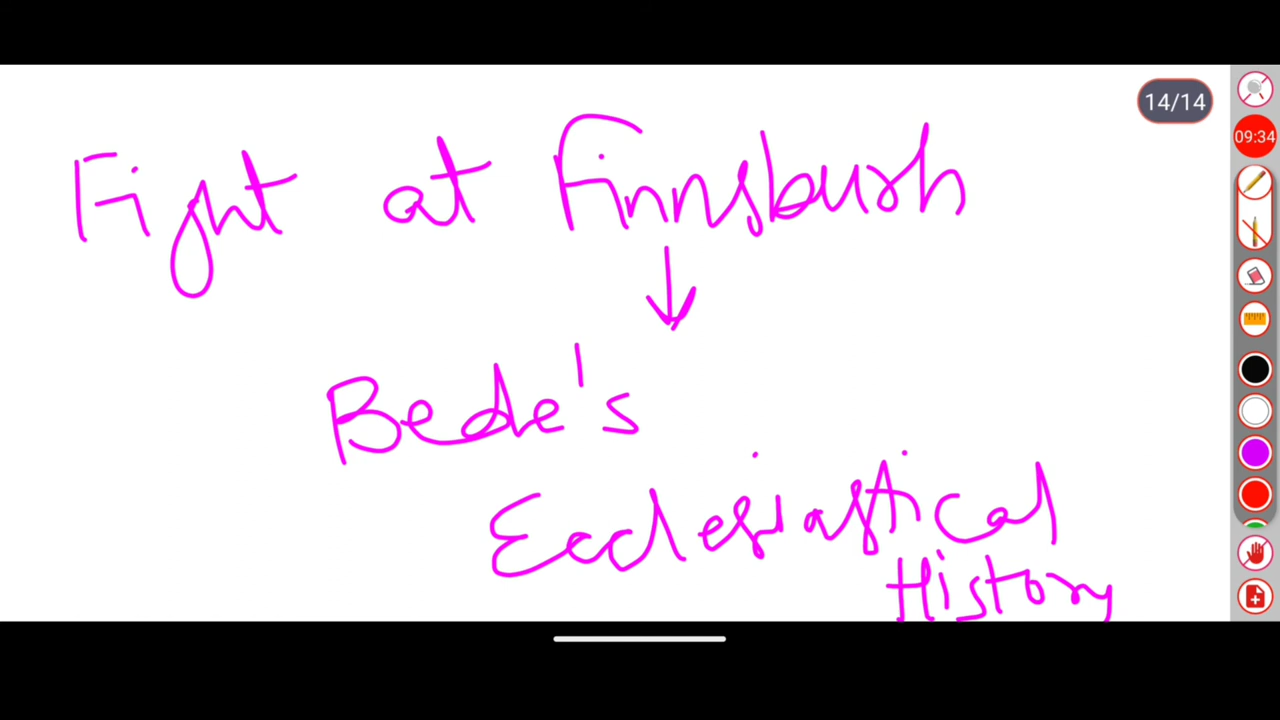 14/14
09:34
Fight at Finnsburh
Bede's
Ecclesiastical
History